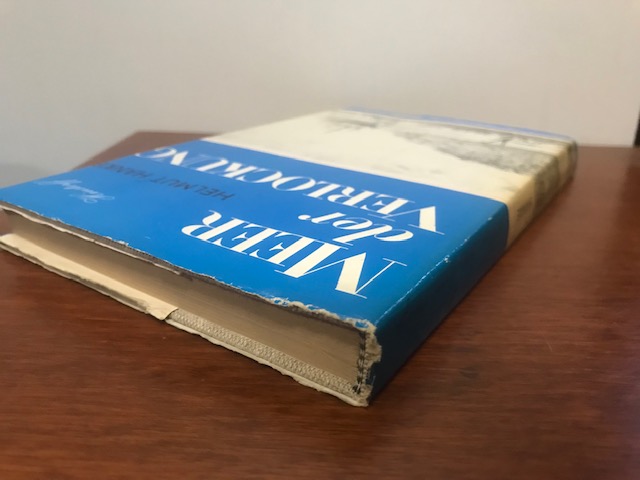 MEER
der
VERLOCKUNG
HELMUT HANKE